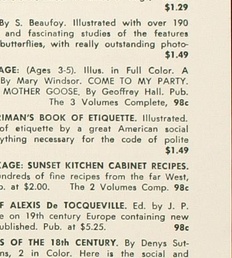 $1.29
By S. Beaufoy. Illustrated with over 190
and fascinating studies of the features
butterflies, with really outstanding photo-
$1.49
AGE: (Ages 3-5). Illus. in Full Color. A
By Mary Windsor. COME TO MY PARTY.
MOTHER GOOSE, By Geoffrey Hall. Pub.
The 3 Volumes Complete, 98c
RIMAN'S BOOK OF ETIQUETTE. Illustrated.
of etiquette by a great American social
ything necessary for the code of polite
$1.49
KAGE: SUNSET KITCHEN CABINET RECIPES.
undreds of fine recipes from the far West,
b. at $2.00. The 2 Volumes Comp. 98c
OF ALEXIS De TOCQUEVILLE. Ed. by J. P.
e on 19th century Europe containing new
ublished. Pub. at $5.25. 98c
S OF THE 18th CENTURY. By Denys Sut-
ns, 2 in Color. Here is the social and